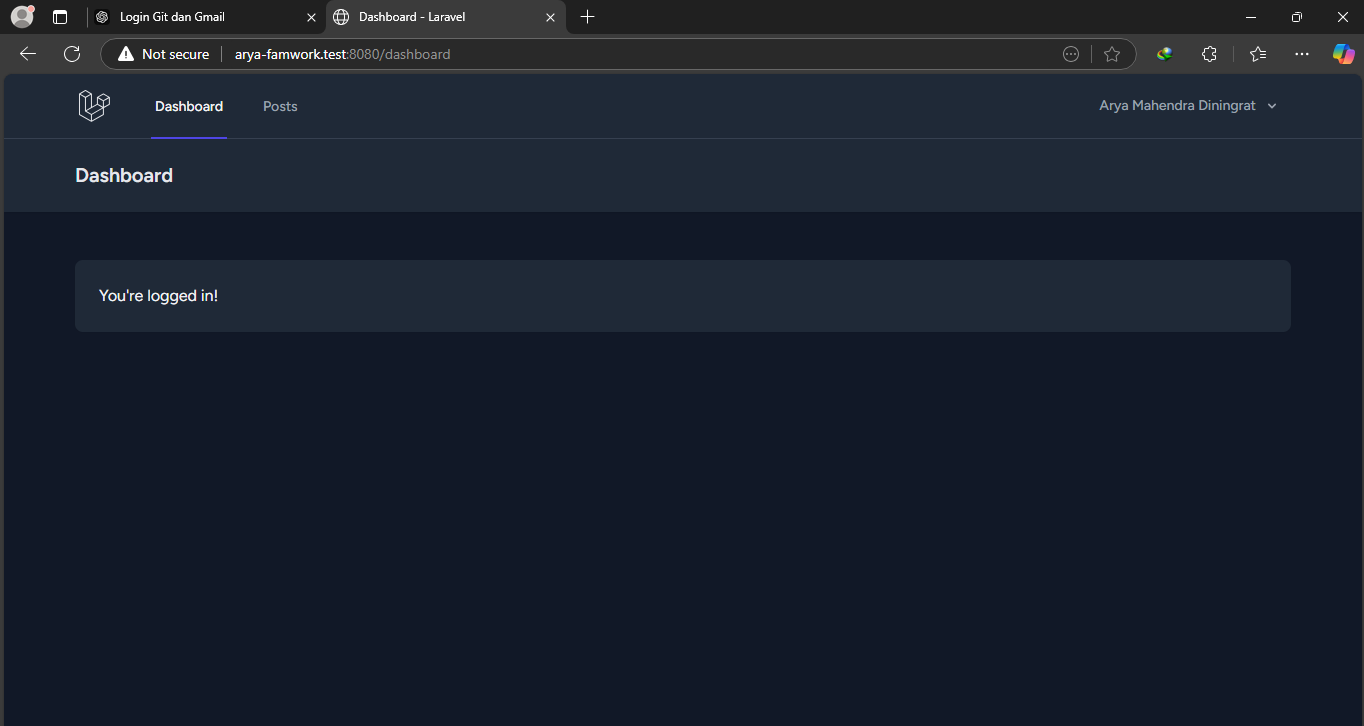 Login Git dan Gmail
Dashboard - Laravel
Not secure
arya-famwork.test:8080/dashboard
Dashboard
Posts
Arya Mahendra Diningrat
Dashboard
You're logged in!